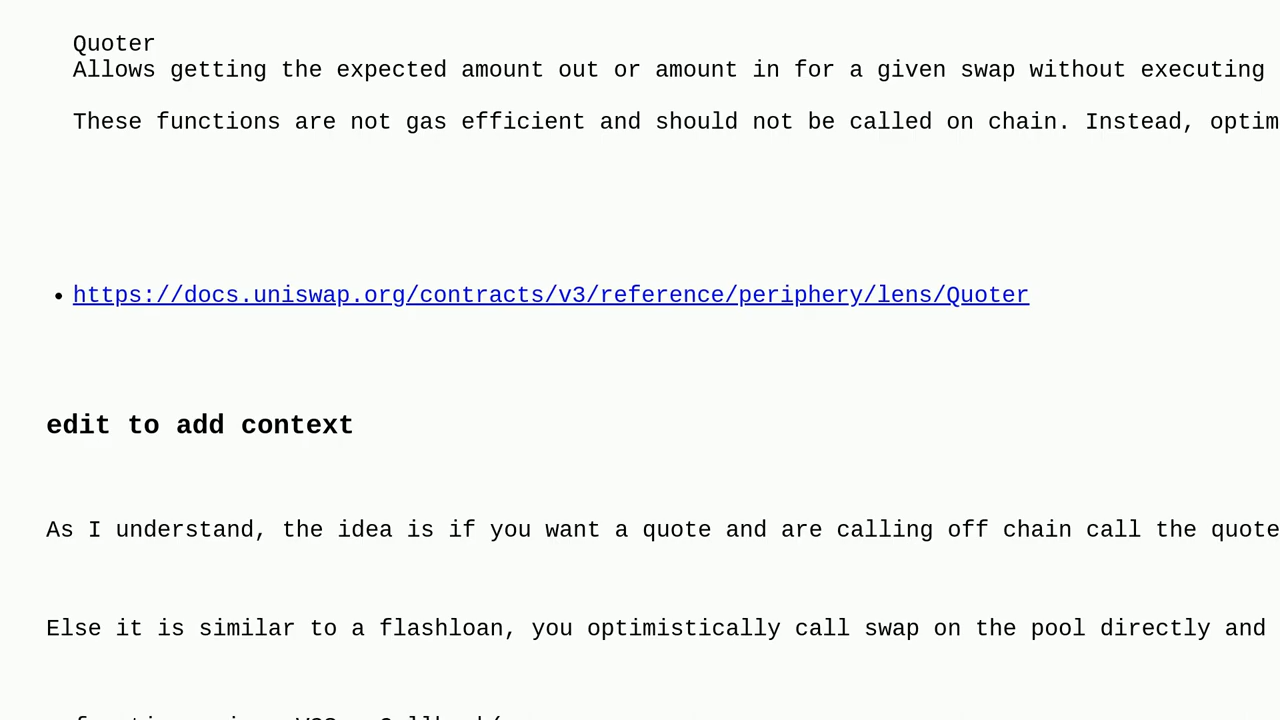 Quoter
Allows getting the expected amount out or amount in for a given swap without executing
These functions are not gas efficient and should not be called on chain. Instead, optim
• https://docs.uniswap.org/contracts/v3/reference/periphery/lens/Quoter
edit to add context
As I understand, the idea is if you want a quote and are calling off chain call the quote
Else it is similar to a flashloan, you optimistically call swap on the pool directly and